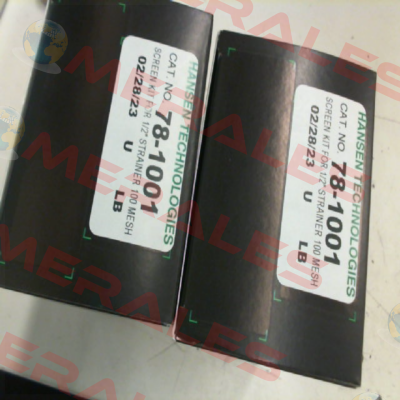 HANSEN TECHNOLOGIES
CAT. NO. 78-1001
SCREEN KIT FOR 1/2" STRAINER 100 MESH
02/28/23 U LB
HANSEN TECHNOLOGIES
CAT. NO. 78-1001
SCREEN KIT FOR 1/2" STRAINER 100 MESH
02/28/23 U LB
MERALES
MERALES
MERALES